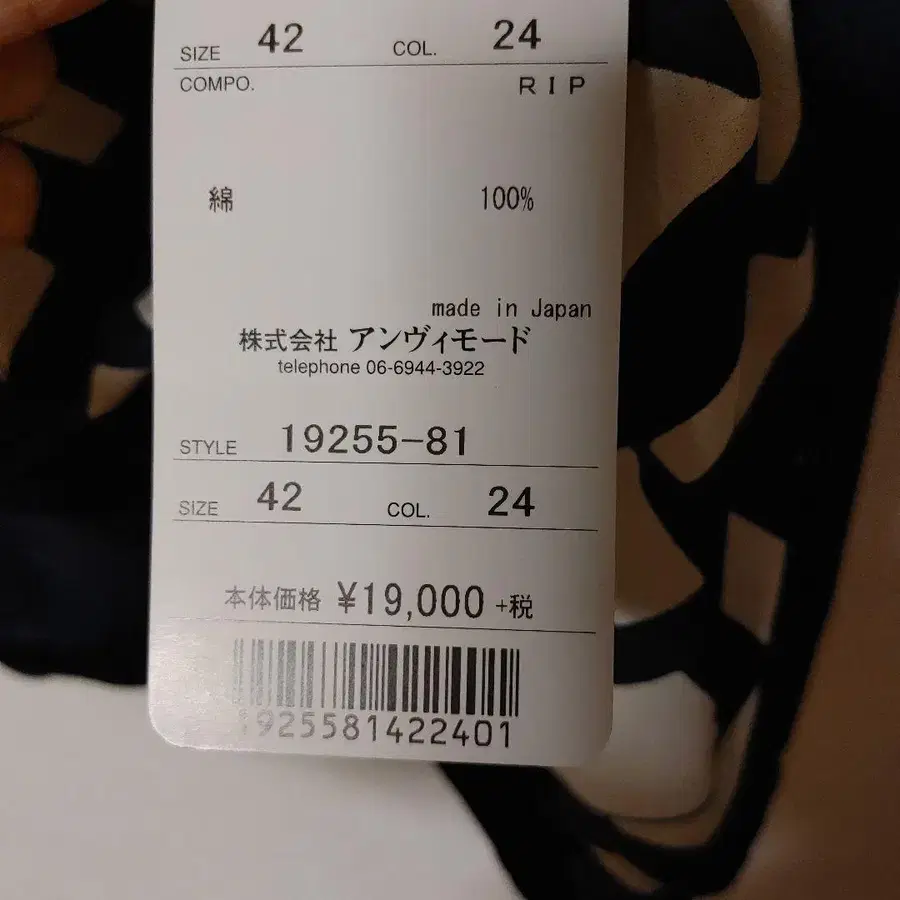 SIZE 42 COL. 24
COMPO. RIP
綿 100%
made in Japan
株式会社 アンヴィモード
telephone 06-6944-3922
STYLE 19255-81
SIZE 42 COL. 24
本体価格 ¥19,000 +税
1925581422401